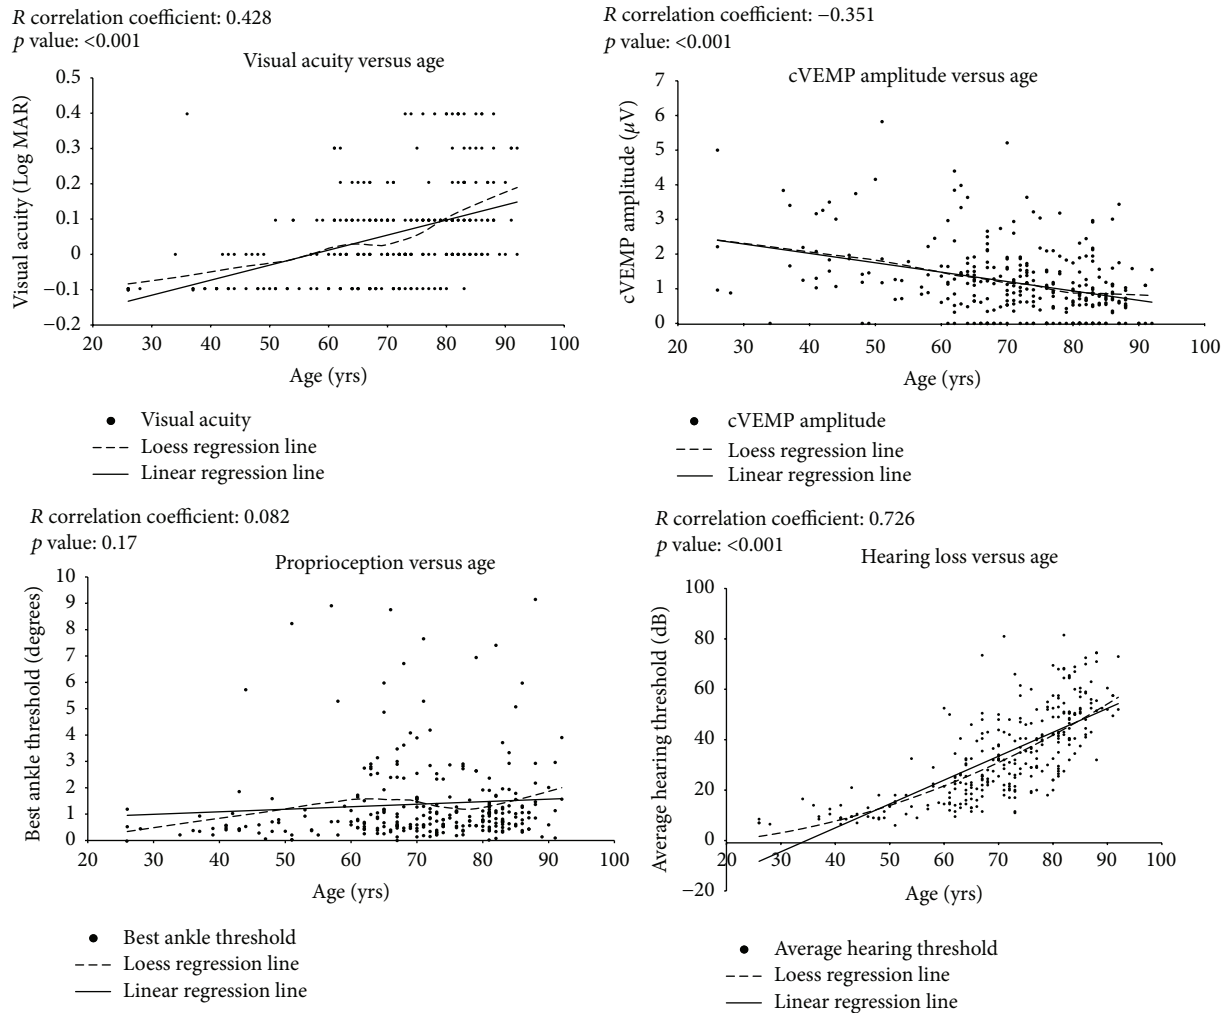 R correlation coefficient: 0.428
p value: <0.001
Visual acuity versus age
Visual acuity (Log MAR)
0.5
0.4
0.3
0.2
0.1
0
−0.1
−0.2
20 30 40 50 60 70 80 90 100
Age (yrs)
Visual acuity
Loess regression line
Linear regression line
R correlation coefficient: −0.351
p value: <0.001
cVEMP amplitude versus age
cVEMP amplitude (μV)
7
6
5
4
3
2
1
0
20 30 40 50 60 70 80 90 100
Age (yrs)
cVEMP amplitude
Loess regression line
Linear regression line
R correlation coefficient: 0.082
p value: 0.17
Proprioception versus age
Best ankle threshold (degrees)
10
9
8
7
6
5
4
3
2
1
0
20 30 40 50 60 70 80 90 100
Age (yrs)
Best ankle threshold
Loess regression line
Linear regression line
R correlation coefficient: 0.726
p value: <0.001
Hearing loss versus age
Average hearing threshold (dB)
100
80
60
40
20
0
−20
20 30 40 50 60 70 80 90 100
Age (yrs)
Average hearing threshold
Loess regression line
Linear regression line